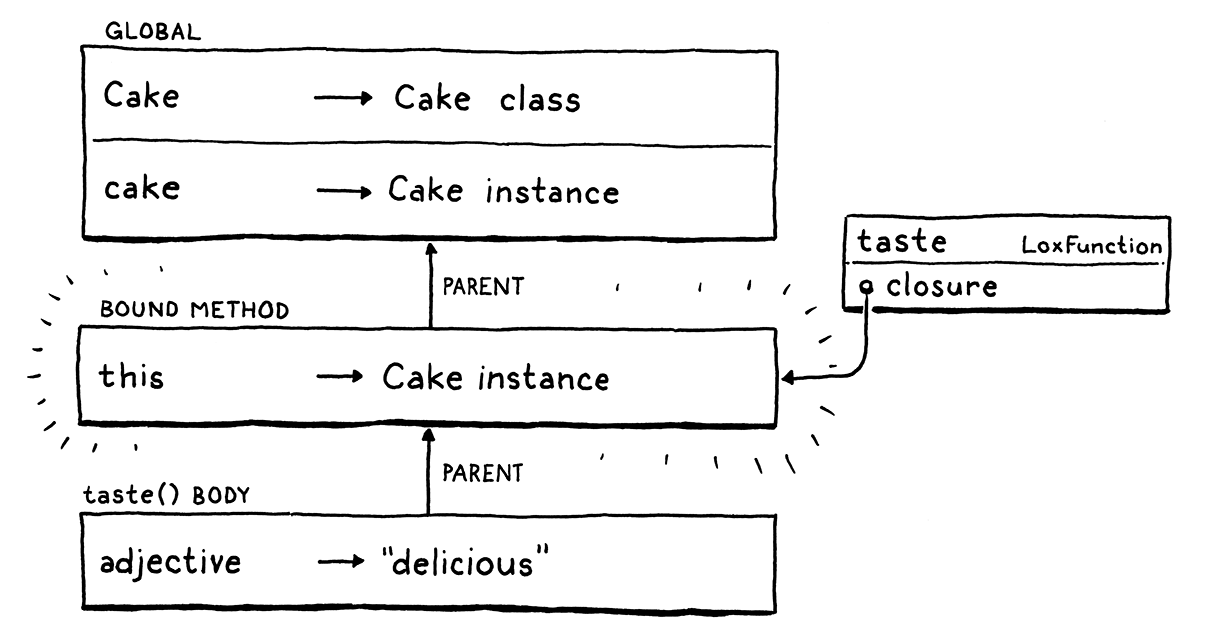 GLOBAL
Cake → Cake class
cake → Cake instance
PARENT
taste LoxFunction
closure
BOUND METHOD
this → Cake instance
PARENT
taste() BODY
adjective → "delicious"